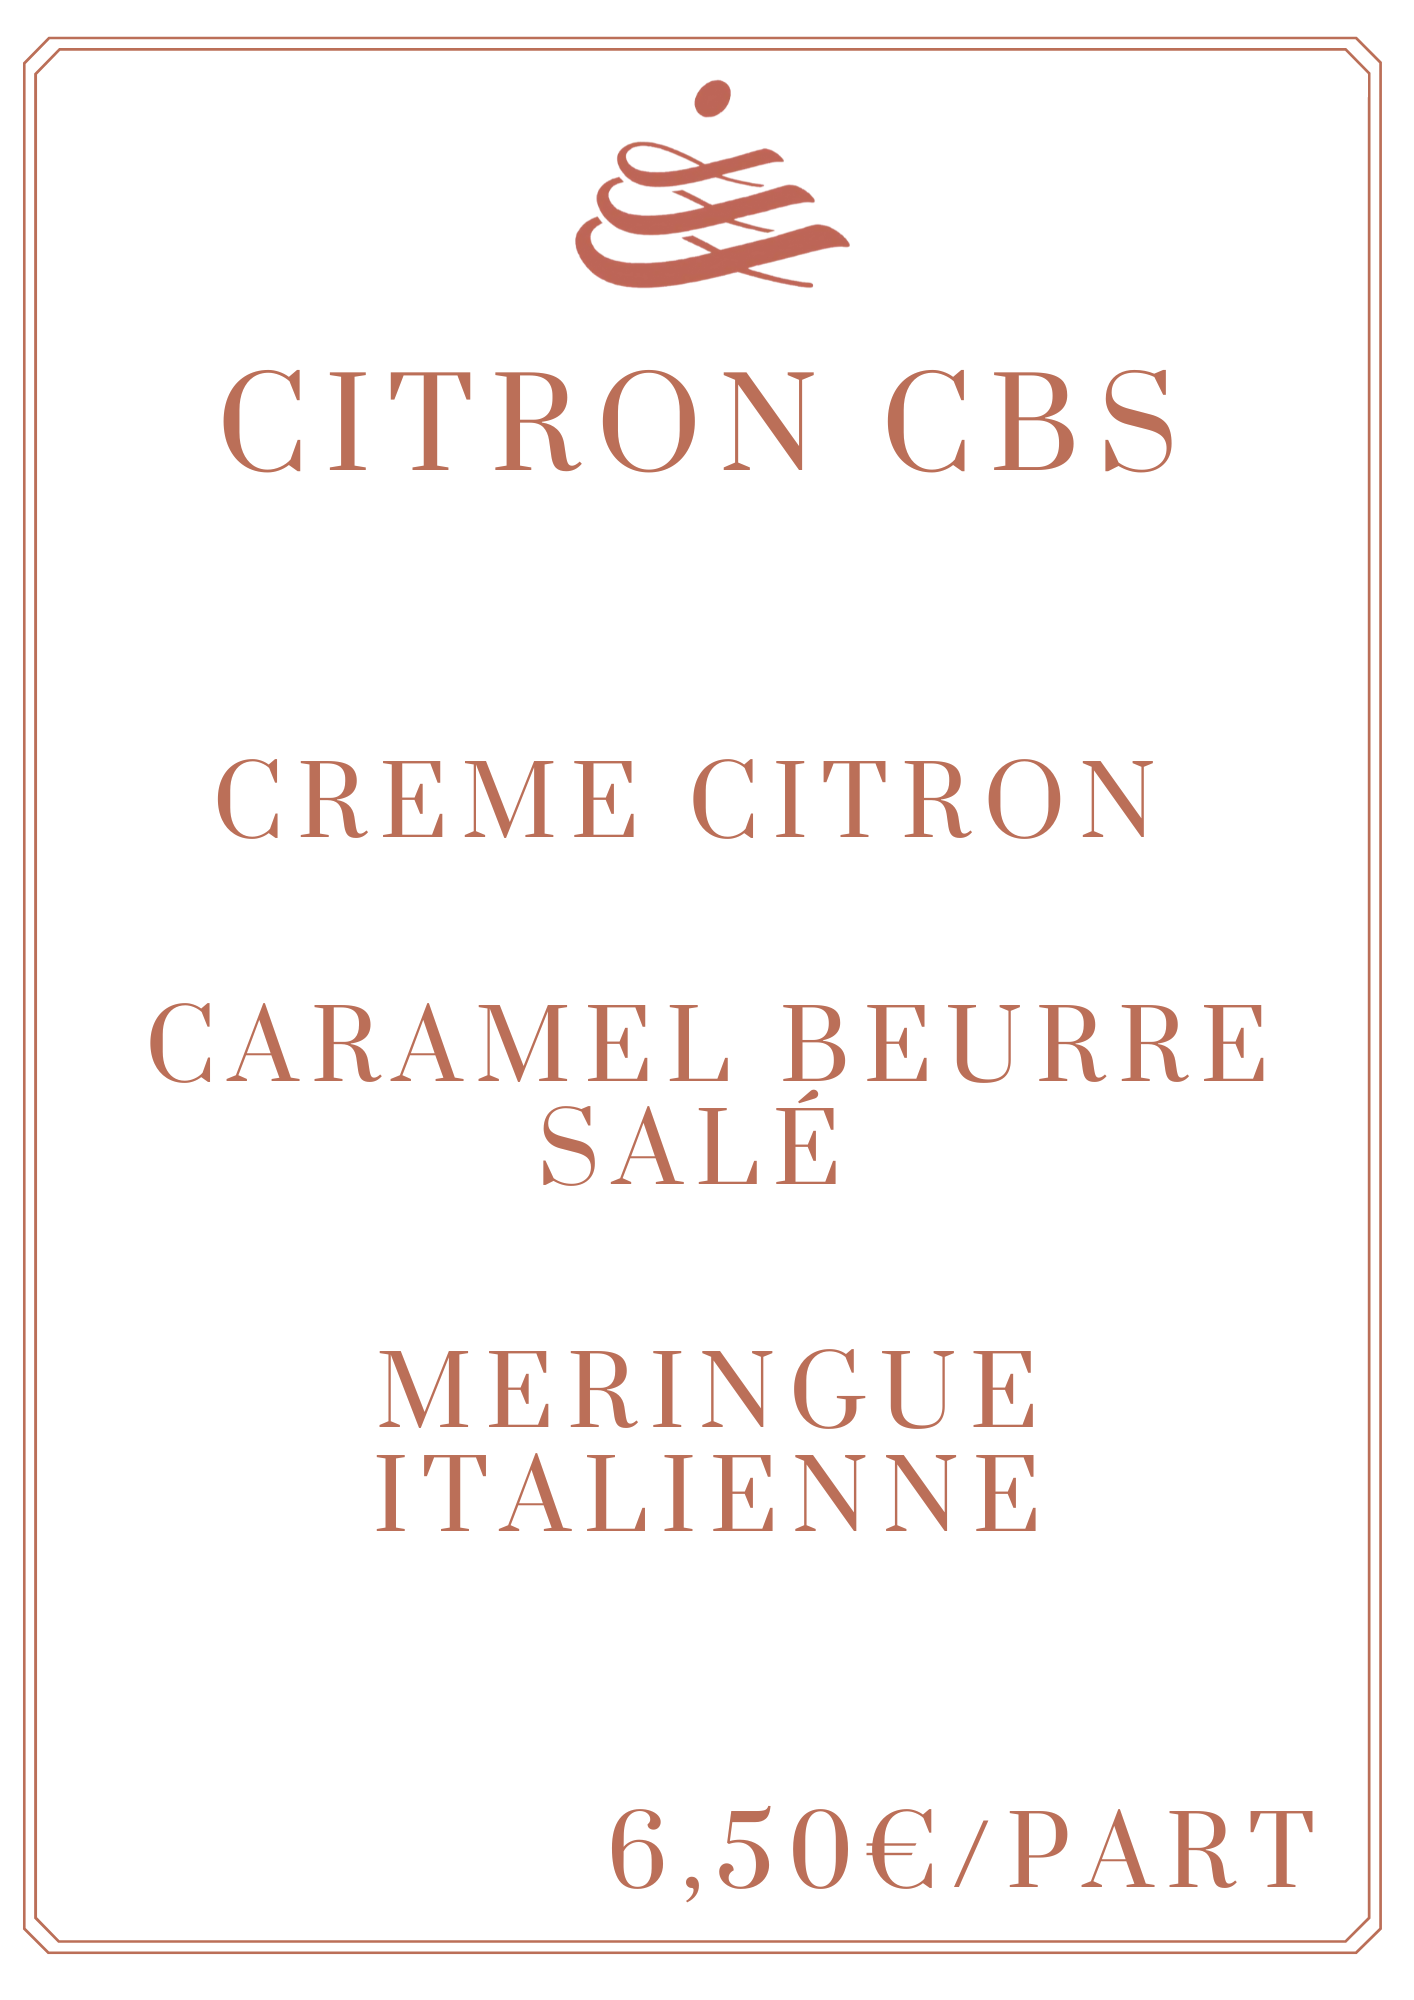 CITRON CBS
CREME CITRON
CARAMEL BEURRE
SALÉ
MERINGUE
ITALIENNE
6,50€/PART